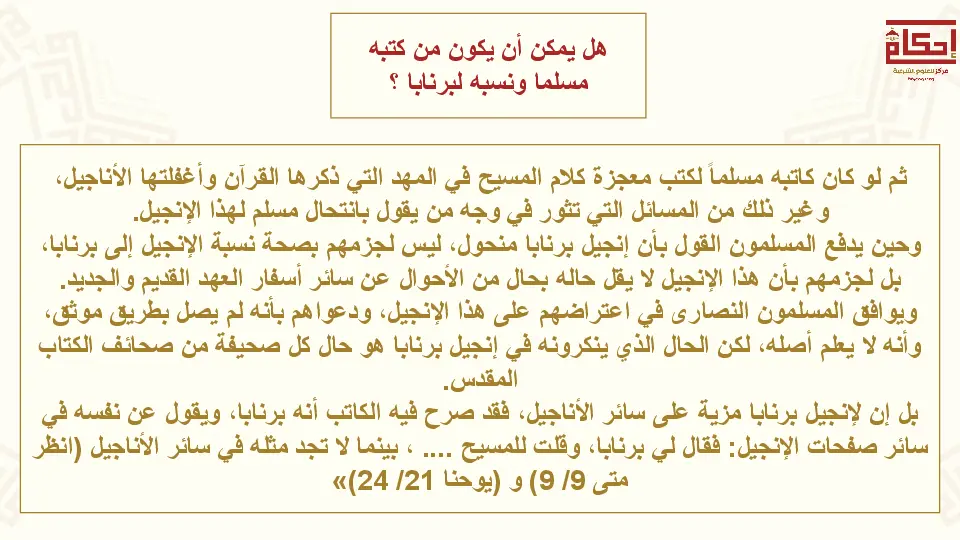 إحكام
مركز للعلوم الشرعية
هل يمكن أن يكون من كتبه
مسلما ونسبه لبرنابا ؟
ثم لو كان كاتبه مسلماً لكتب معجزة كلام المسيح في المهد التي ذكرها القرآن وأغفلتها الأناجيل،
وغير ذلك من المسائل التي تثور في وجه من يقول بانتحال مسلم لهذا الإنجيل.
وحين يدفع المسلمون القول بأن إنجيل برنابا منحول، ليس لجزمهم بصحة نسبة الإنجيل إلى برنابا،
بل لجزمهم بأن هذا الإنجيل لا يقل حاله بحال من الأحوال عن سائر أسفار العهد القديم والجديد.
ويوافق المسلمون النصارى في اعتراضهم على هذا الإنجيل، ودعواهم بأنه لم يصل بطريق موثق،
وأنه لا يعلم أصله، لكن الحال الذي ينكرونه في إنجيل برنابا هو حال كل صحيفة من صحائف الكتاب
المقدس.
بل إن لإنجيل برنابا مزية على سائر الأناجيل، فقد صرح فيه الكاتب أنه برنابا، ويقول عن نفسه في
سائر صفحات الإنجيل: فقال لي برنابا، وقلت للمسيح .... ، بينما لا تجد مثله في سائر الأناجيل (انظر
متى 9/ 9) و (يوحنا 21/ 24)»